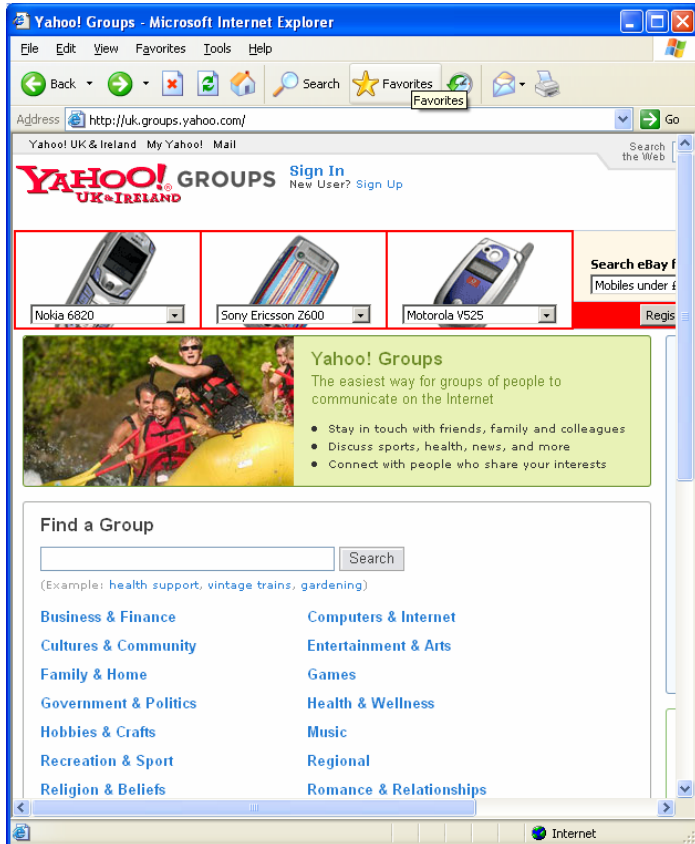 Yahoo! Groups - Microsoft Internet Explorer
File Edit View Favorites Tools Help
Back Search Favorites
Favorites
Address http://uk.groups.yahoo.com/ Go
Yahoo! UK & Ireland My Yahoo! Mail
Search
the Web
YAHOO! GROUPS
UK & IRELAND
Sign In
New User? Sign Up
Search eBay f
Mobiles under £
Nokia 6820 Sony Ericsson Z600 Motorola V525 Regis
Yahoo! Groups
The easiest way for groups of people to
communicate on the Internet
• Stay in touch with friends, family and colleagues
• Discuss sports, health, news, and more
• Connect with people who share your interests
Find a Group
Search
(Example: health support, vintage trains, gardening)
Business & Finance Computers & Internet
Cultures & Community Entertainment & Arts
Family & Home Games
Government & Politics Health & Wellness
Hobbies & Crafts Music
Recreation & Sport Regional
Religion & Beliefs Romance & Relationships
Internet